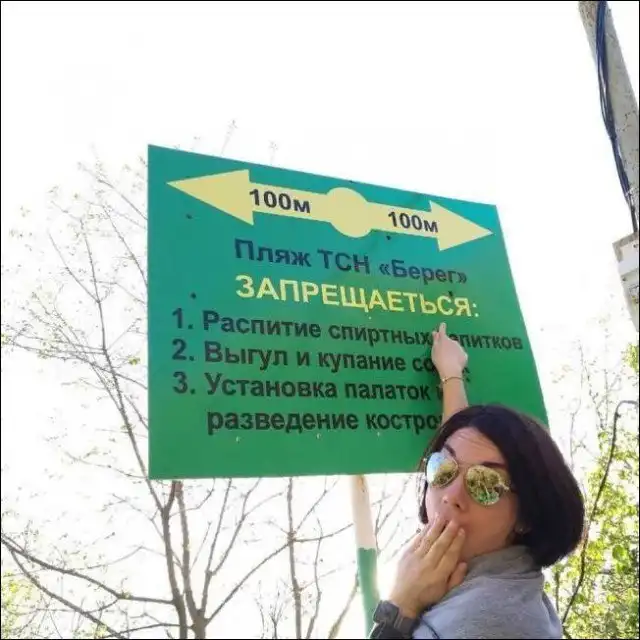 100м
100м
Пляж ТСН «Берег»
ЗАПРЕЩАЕТЬСЯ:
1. Распитие спиртных
2. Выгул и купание
3. Установка палаток
разведение